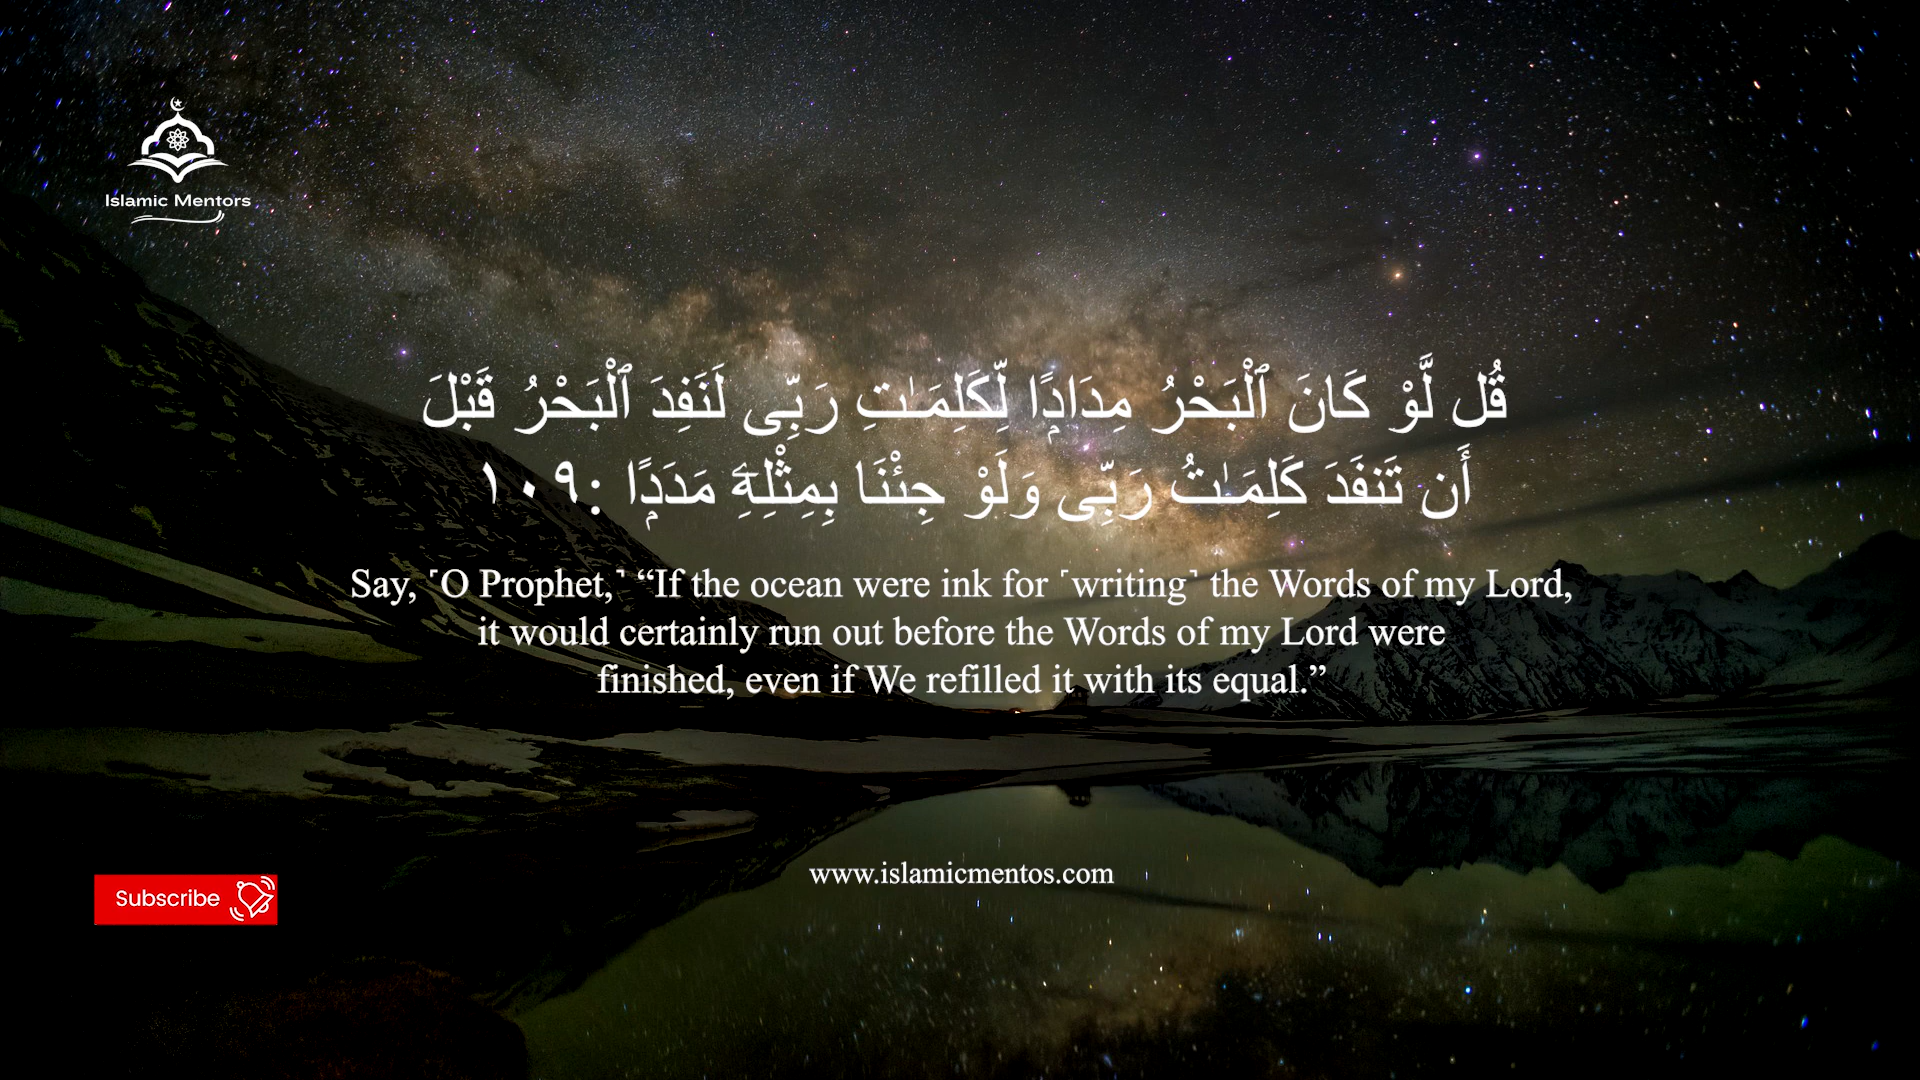 Islamic Mentors
قُل لَّوْ كَانَ ٱلْبَحْرُ مِدَادًۭا لِّكَلِمَـٰتِ رَبِّى لَنَفِدَ ٱلْبَحْرُ قَبْلَ
أَن تَنفَدَ كَلِمَـٰتُ رَبِّى وَلَوْ جِئْنَا بِمِثْلِهِۦ مَدَدًۭا :١٠٩
Say, ˹O Prophet,˺ “If the ocean were ink for ˹writing˺ the Words of my Lord,
it would certainly run out before the Words of my Lord were
finished, even if We refilled it with its equal.”
www.islamicmentos.com
Subscribe